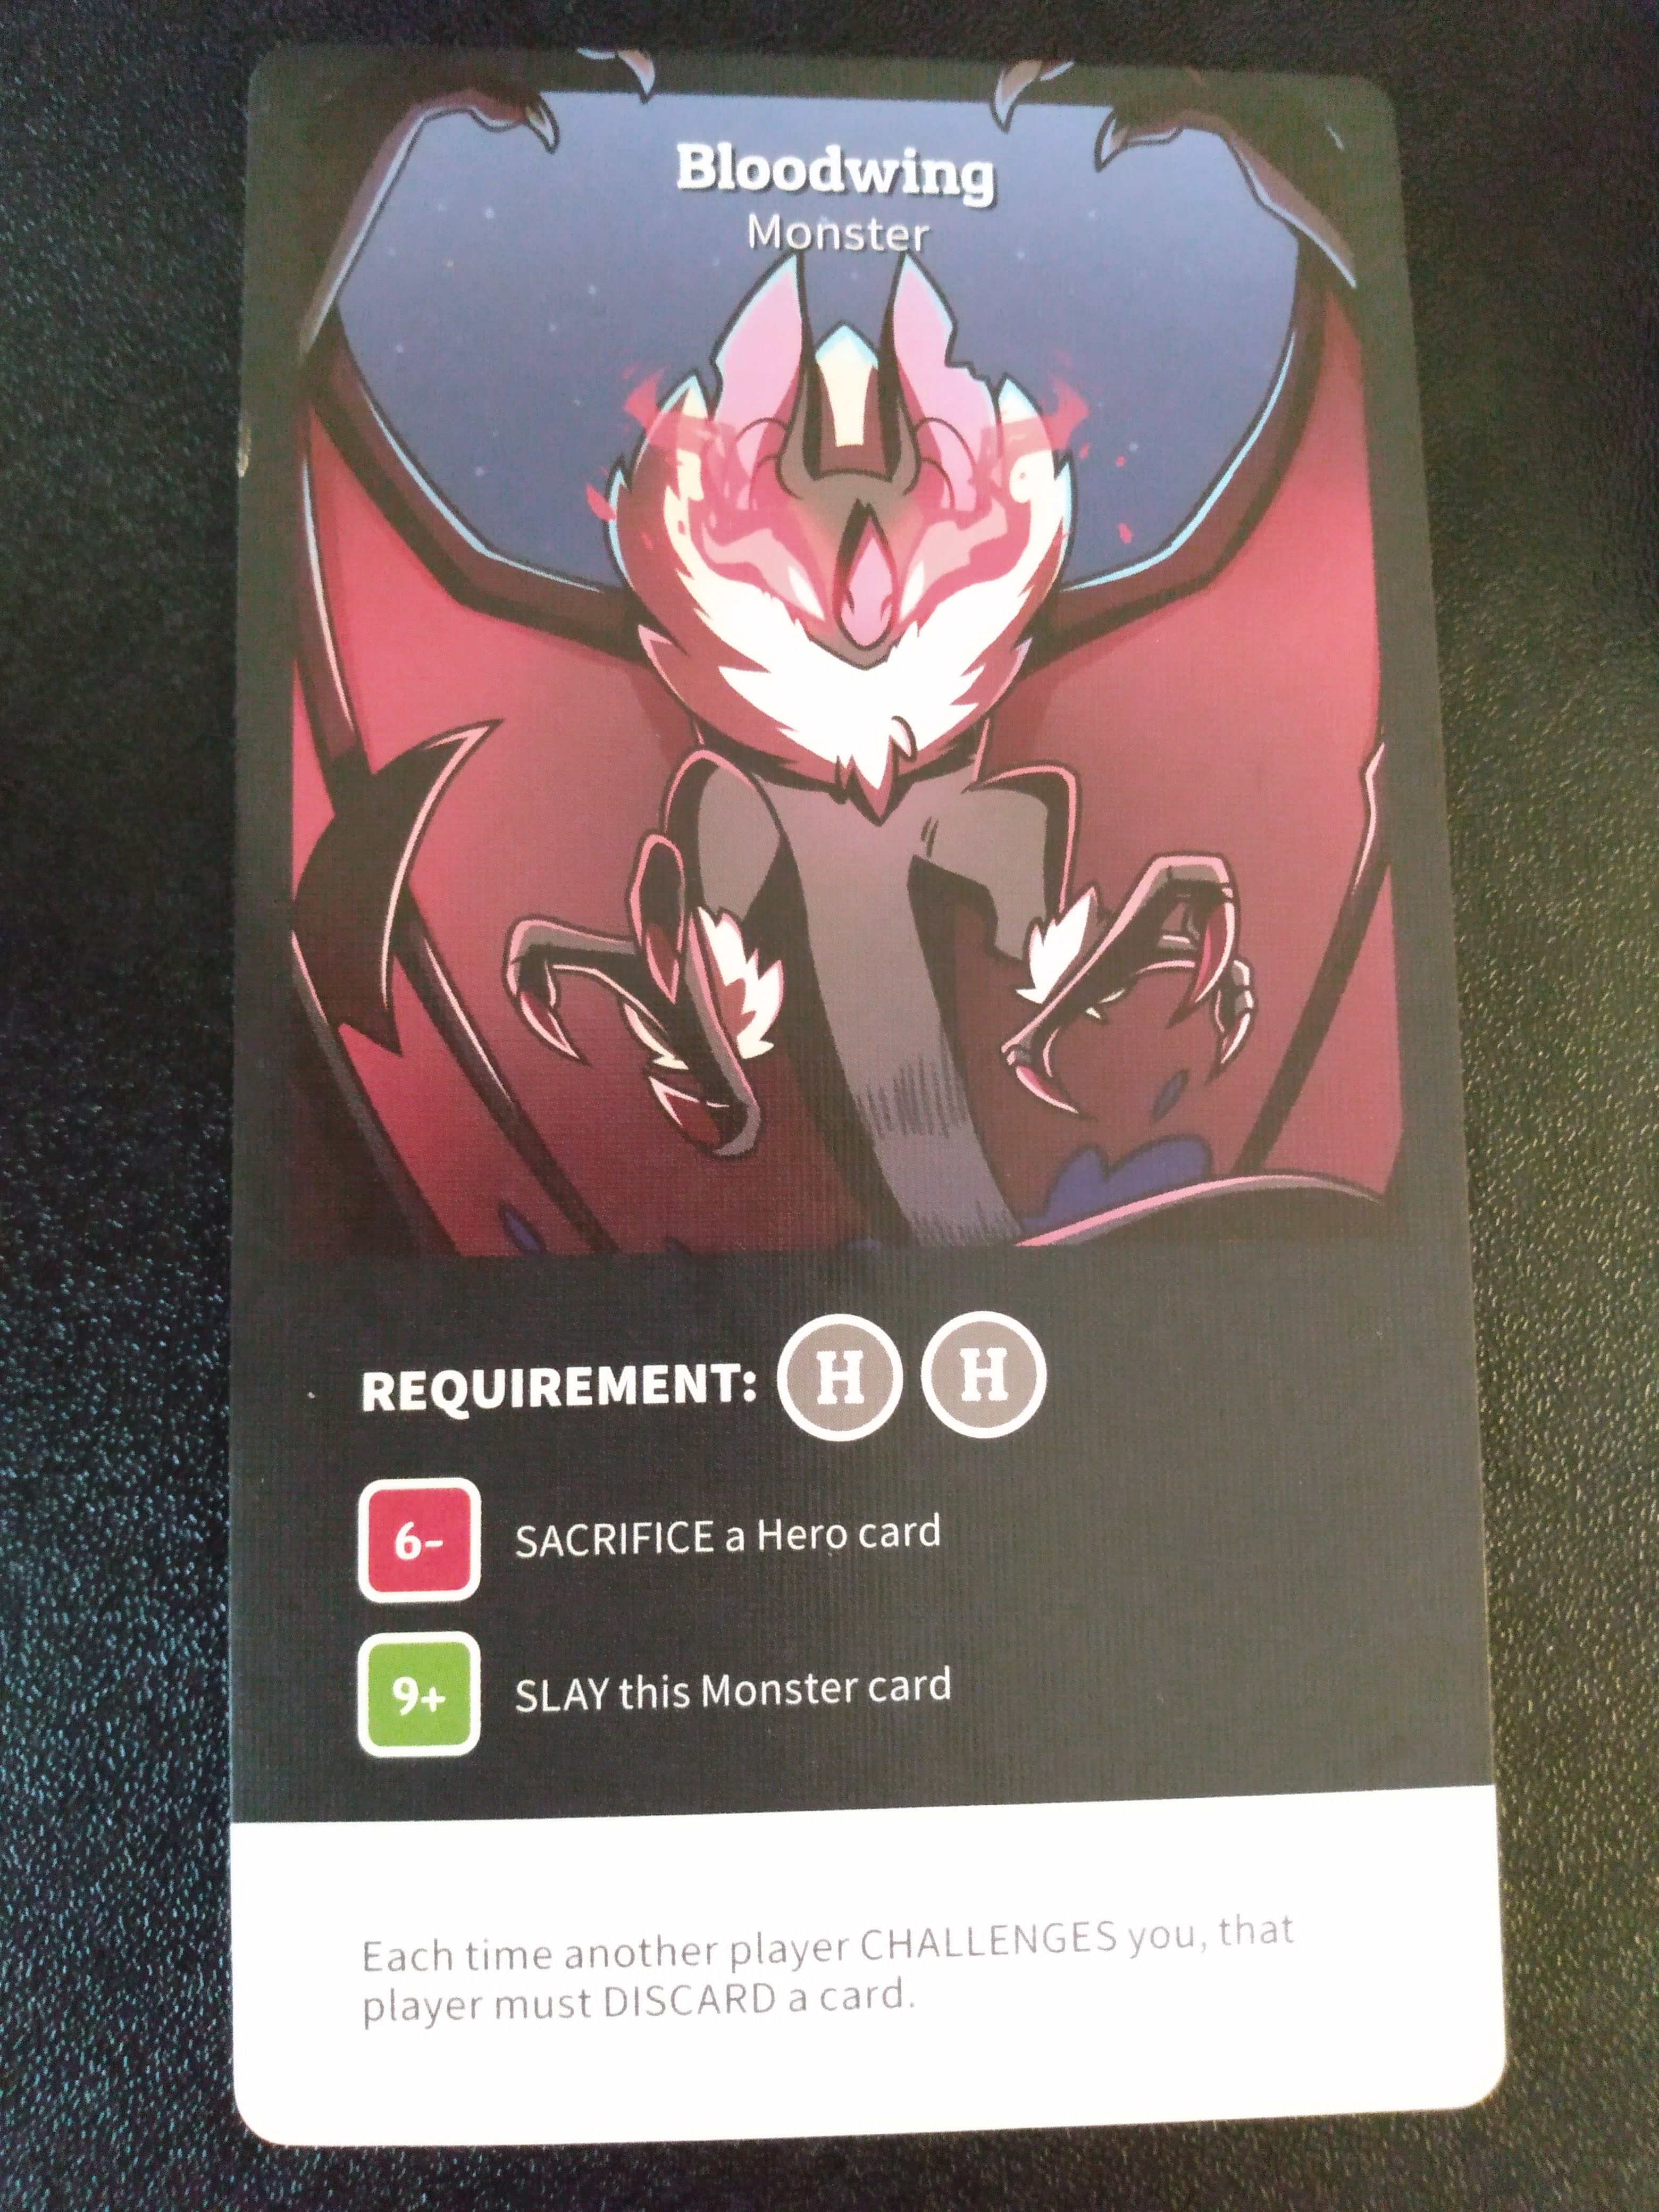 Bloodwing
Monster
REQUIREMENT: H H
6- SACRIFICE a Hero card
9+ SLAY this Monster card
Each time another player CHALLENGES you, that
player must DISCARD a card.